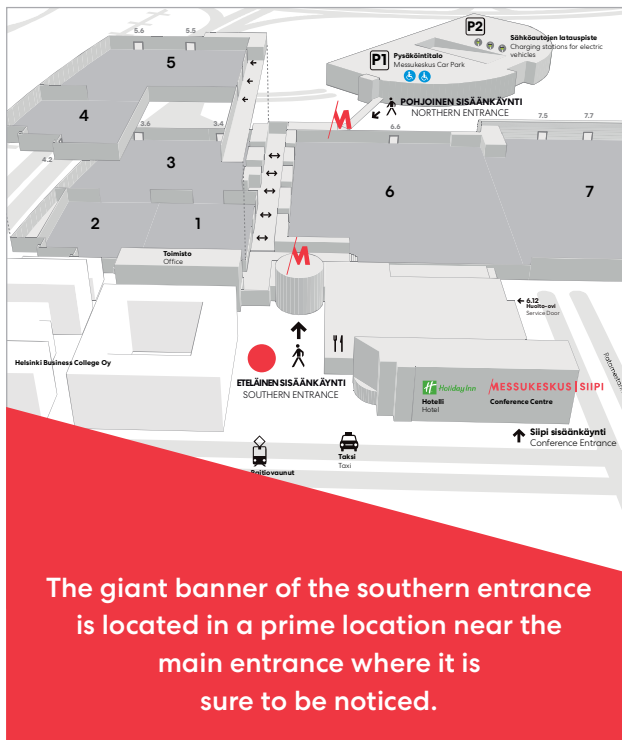 5.6
5.5
5
4
3.6
3.4
4.2
3
2
1
P2
Sähköautojen latauspiste
Charging stations for electric
vehicles
P1
Pysäköintitalo
Messukeskus Car Park
POHJOINEN SISÄÄNKÄYNTI
NORTHERN ENTRANCE
6.6
7.5
7.7
6
7
Toimisto
Office
6.12
Huolto-ovi
Service Door
Helsinki Business College Oy
ETELÄINEN SISÄÄNKÄYNTI
SOUTHERN ENTRANCE
H Holiday Inn
Hotelli
Hotel
MESSUKESKUS SIIPI
Conference Centre
Siipi sisäänkäynti
Conference Entrance
Taksi
Taxi
Raitiovaunut
The giant banner of the southern entrance
is located in a prime location near the
main entrance where it is
sure to be noticed.